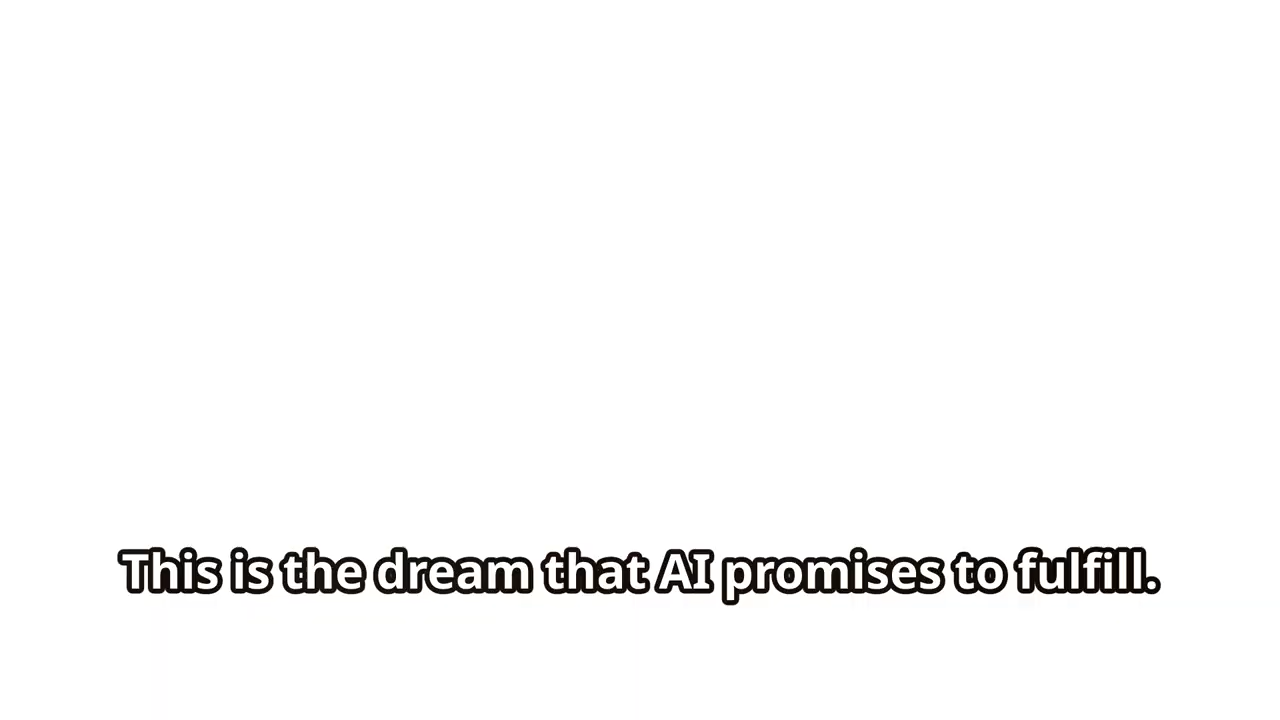 This is the dream that AI promises to fulfill.